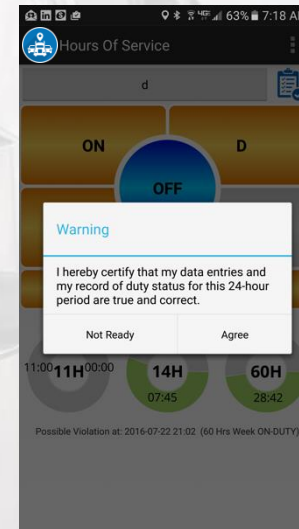 63% 7:18 AM
Hours Of Service
d
ON
D
OFF
Warning
I hereby certify that my data entries and
my record of duty status for this 24-hour
period are true and correct.
Not Ready Agree
11:00 11H 00:00 14H 60H
07:45 28:42
Possible Violation at: 2016-07-22 21:02 (60 Hrs Week ON-DUTY)